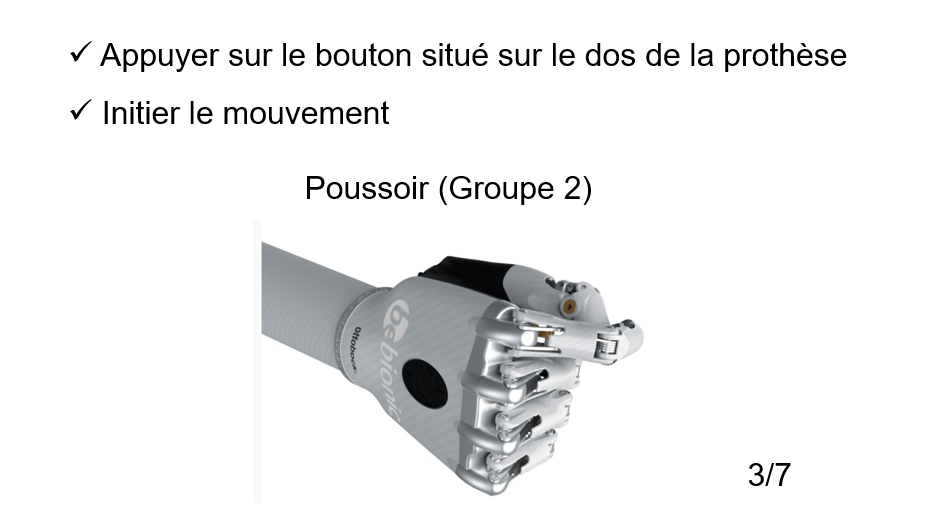 ✓ Appuyer sur le bouton situé sur le dos de la prothèse
✓ Initier le mouvement
Poussoir (Groupe 2)
ottobock.
bebionic
3/7